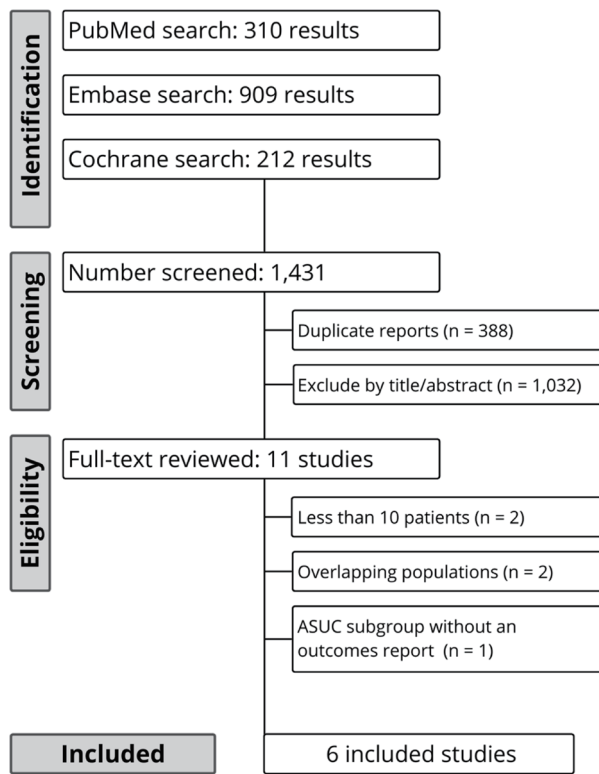 Identification
PubMed search: 310 results
Embase search: 909 results
Cochrane search: 212 results
Screening
Number screened: 1,431
Duplicate reports (n = 388)
Exclude by title/abstract (n = 1,032)
Eligibility
Full-text reviewed: 11 studies
Less than 10 patients (n = 2)
Overlapping populations (n = 2)
ASUC subgroup without an
outcomes report (n = 1)
Included
6 included studies